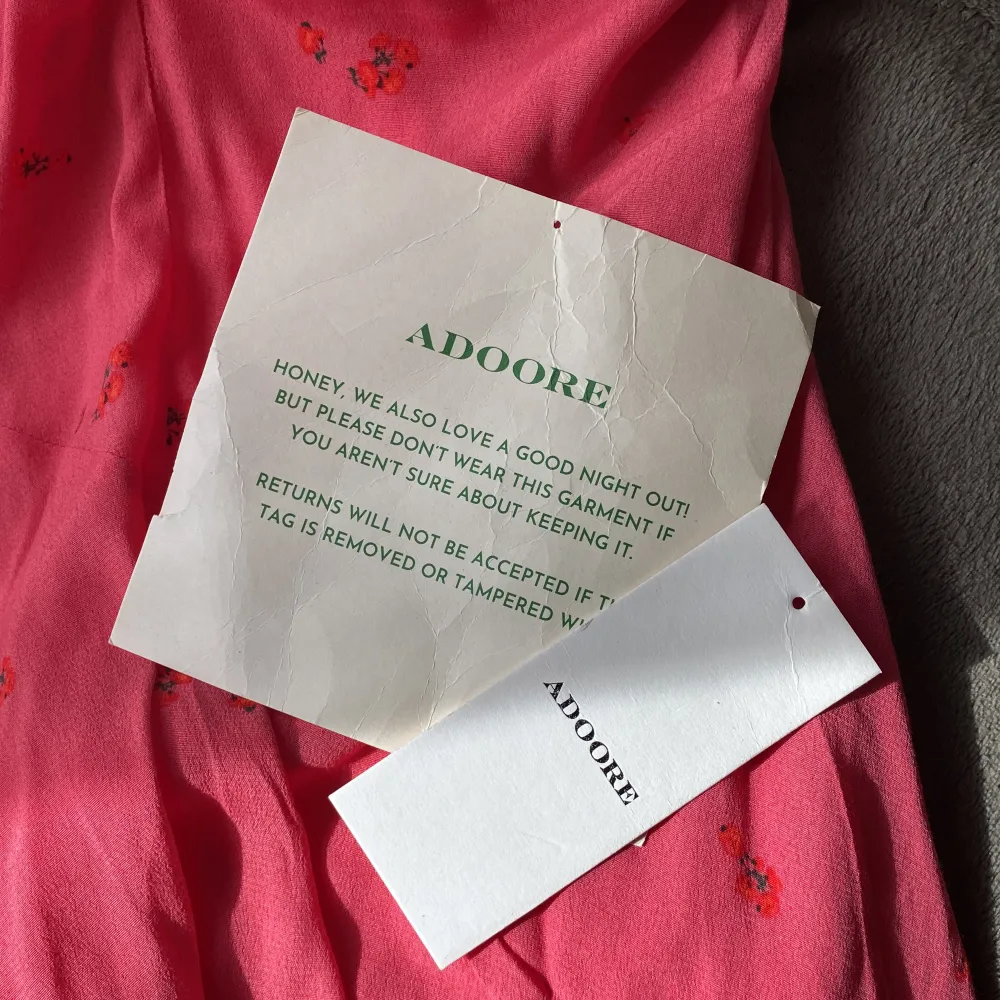 ADOORE
HONEY, WE ALSO LOVE A GOOD NIGHT OUT!
BUT PLEASE DON'T WEAR THIS GARMENT IF
YOU AREN'T SURE ABOUT KEEPING IT.
RETURNS WILL NOT BE ACCEPTED IF
TAG IS REMOVED OR TAMPERED
ADOORE